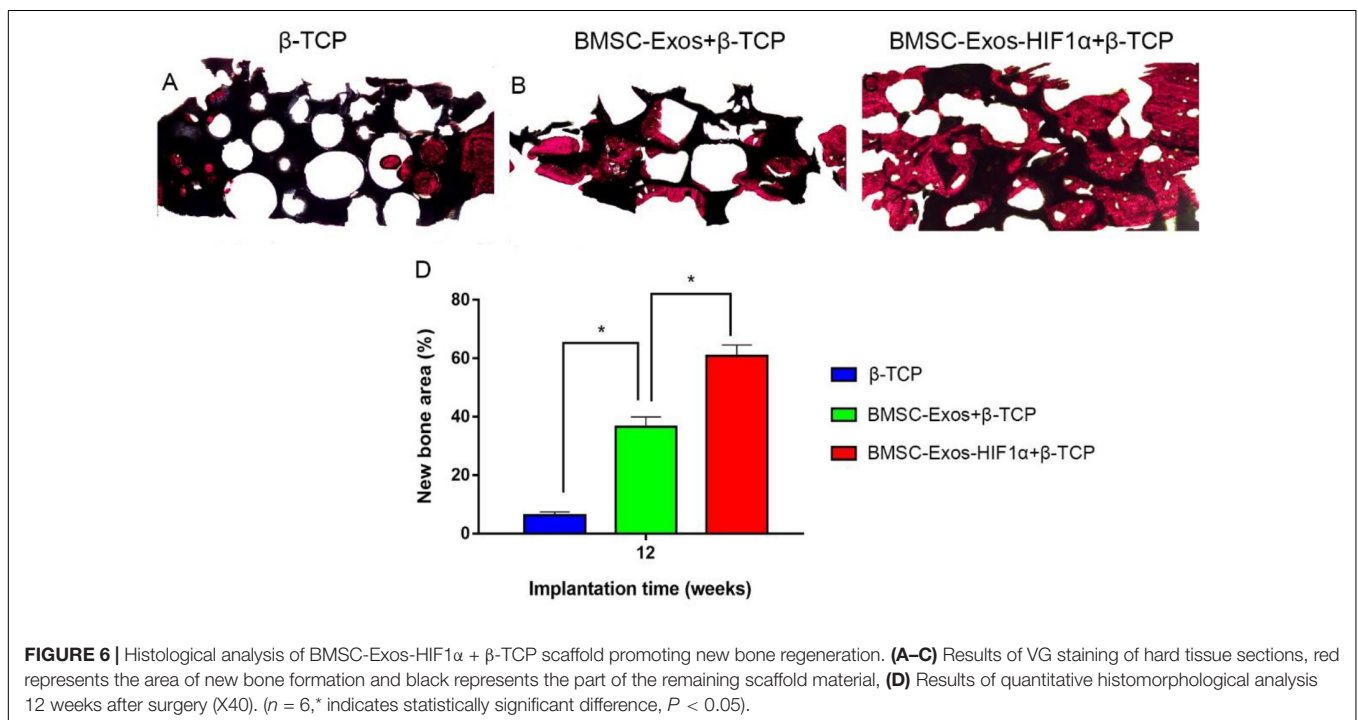 β-TCP
BMSC-Exos+β-TCP
BMSC-Exos-HIF1α+β-TCP
A
B
C
D
New bone area (%)
80
60
40
20
0
*
*
12
Implantation time (weeks)
β-TCP
BMSC-Exos+β-TCP
BMSC-Exos-HIF1α+β-TCP
FIGURE 6 | Histological analysis of BMSC-Exos-HIF1α + β-TCP scaffold promoting new bone regeneration. (A–C) Results of VG staining of hard tissue sections, red
represents the area of new bone formation and black represents the part of the remaining scaffold material, (D) Results of quantitative histomorphological analysis
12 weeks after surgery (X40). (n = 6,* indicates statistically significant difference, P < 0.05).